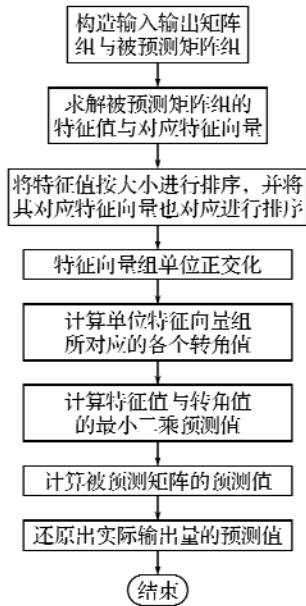 构造输入输出矩阵
组与被预测矩阵组
求解被预测矩阵组的
特征值与对应特征向量
将特征值按大小进行排序，并将
其对应特征向量也对应进行排序
特征向量组单位正交化
计算单位特征向量组
所对应的各个转角值
计算特征值与转角值
的最小二乘预测值
计算被预测矩阵的预测值
还原出实际输出量的预测值
结束